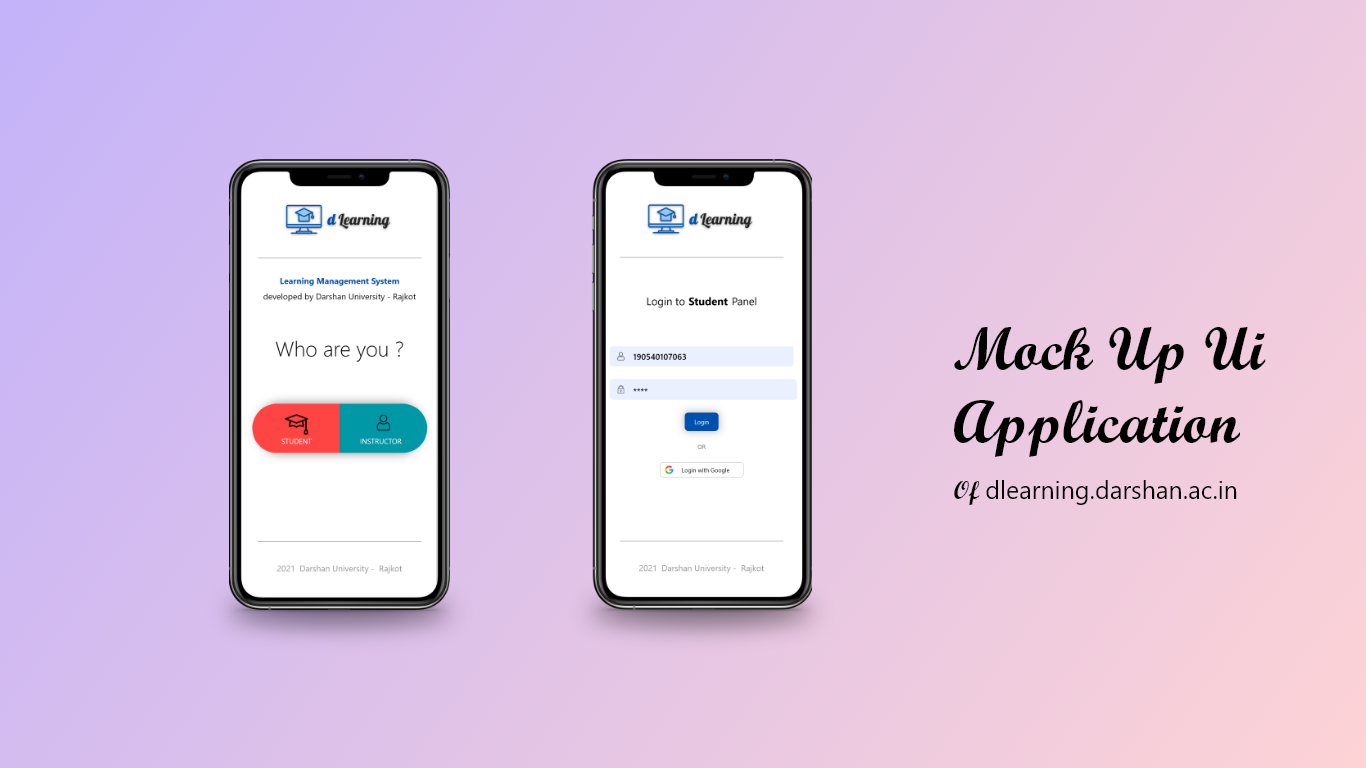 d Learning
Learning Management System
developed by Darshan University - Rajkot
Who are you ?
STUDENT
INSTRUCTOR
2021 Darshan University - Rajkot
d Learning
Login to Student Panel
190540107063
****
Login
OR
Login with Google
2021 Darshan University - Rajkot
Mock Up Ui
Application
Of dlearning.darshan.ac.in